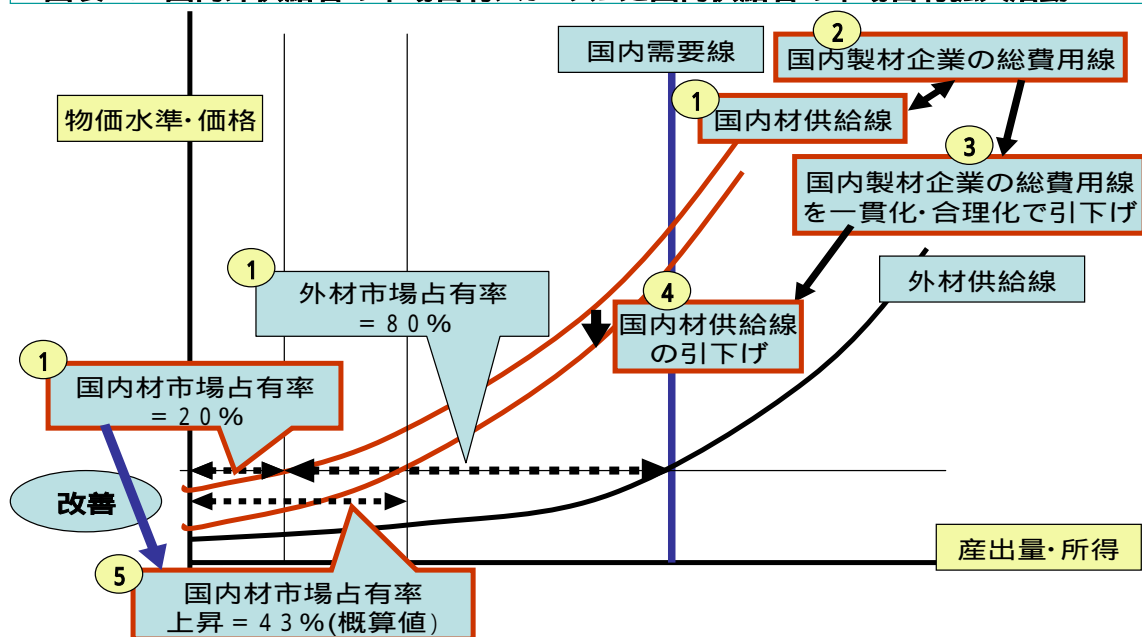 国内需要線
2
国内製材企業の総費用線
物価水準･価格
1
国内材供給線
3
国内製材企業の総費用線
を一貫化･合理化で引下げ
1
外材市場占有率
=80%
4
国内材供給線
の引下げ
外材供給線
1
国内材市場占有率
=20%
改善
産出量･所得
5
国内材市場占有率
上昇=43%(概算値)